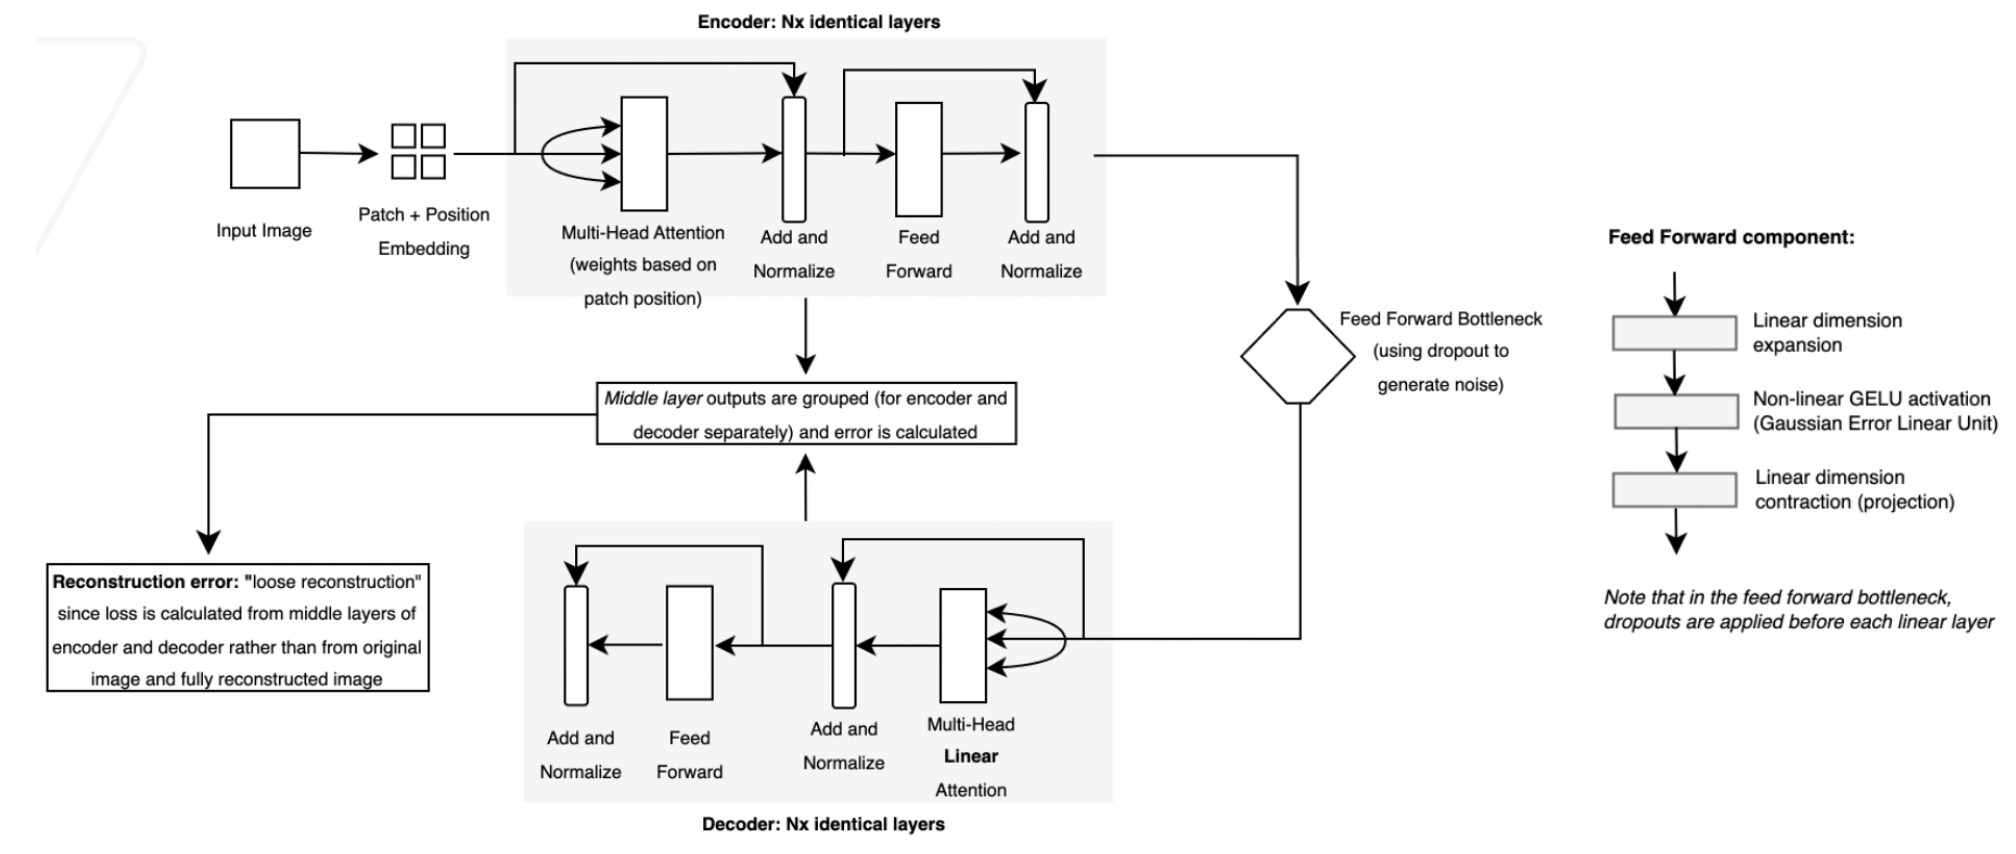 Encoder: Nx identical layers
Input Image
Patch + Position
Embedding
Multi-Head Attention
(weights based on
patch position)
Add and
Normalize
Feed
Forward
Add and
Normalize
Feed Forward Bottleneck
(using dropout to
generate noise)
Feed Forward component:
Linear dimension
expansion
Non-linear GELU activation
(Gaussian Error Linear Unit)
Linear dimension
contraction (projection)
Note that in the feed forward bottleneck,
dropouts are applied before each linear layer
Middle layer outputs are grouped (for encoder and
decoder separately) and error is calculated
Reconstruction error: "loose reconstruction"
since loss is calculated from middle layers of
encoder and decoder rather than from original
image and fully reconstructed image
Add and
Normalize
Feed
Forward
Add and
Normalize
Multi-Head
Linear
Attention
Decoder: Nx identical layers